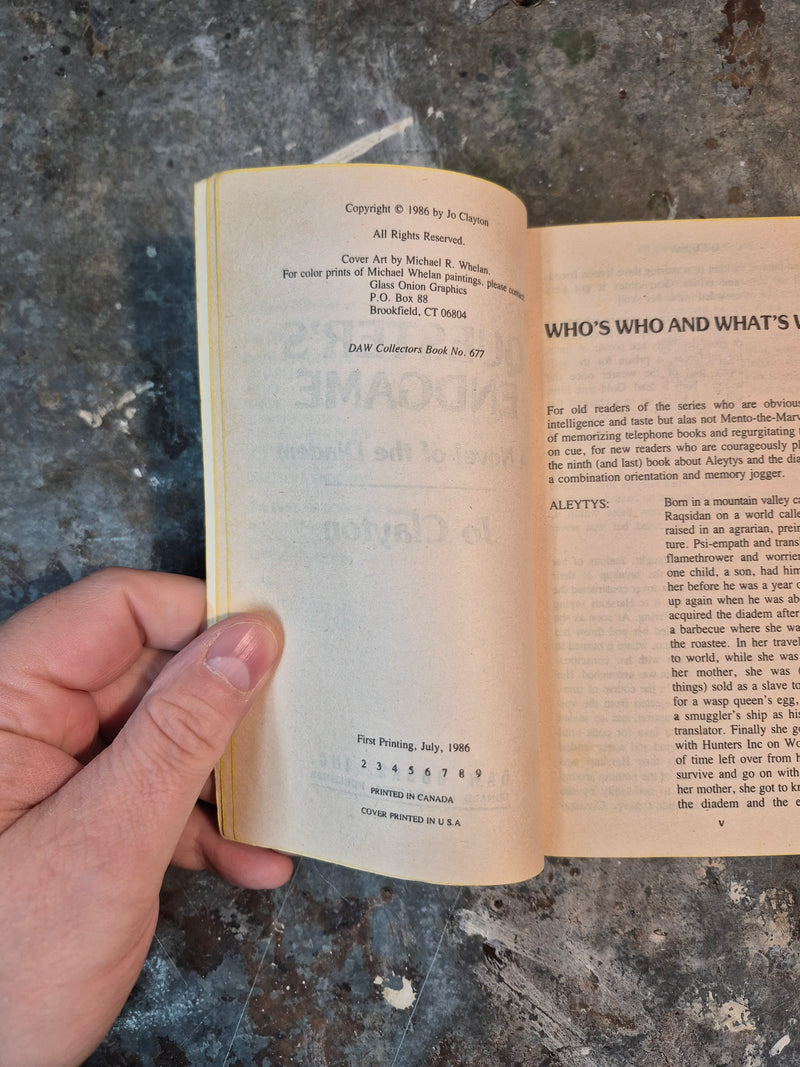 Copyright © 1986 by Jo Clayton
All Rights Reserved.
Cover Art by Michael R. Whelan.
For color prints of Michael Whelan paintings, please contact
Glass Onion Graphics
P.O. Box 88
Brookfield, CT 06804
DAW Collectors Book No. 677
First Printing, July, 1986
2 3 4 5 6 7 8 9
PRINTED IN CANADA
COVER PRINTED IN U S.A
WHO'S WHO AND WHAT'S
For old readers of the series who are
intelligence and taste but alas not
of memorizing telephone books and regurgitating
on cue, for new readers who are courageously
the ninth (and last) book about Aleytys and the
a combination orientation and memory jogger.
ALEYTYS:
Born in a mountain valley
Raqsidan on a world
raised in an agrarian,
Psi-empath and
flamethrower and
one child, a son, had him
her before he was a year
up again when he was
acquired the diadem after
a barbecue where she
the roastee. In her
to world, while she was
her mother, she was
things) sold as a slave to
for a wasp queen's egg,
a smuggler's ship as his
translator. Finally she
with Hunters Inc on
of time left over from
survive and go on with
her mother, she got to
the diadem and the
v